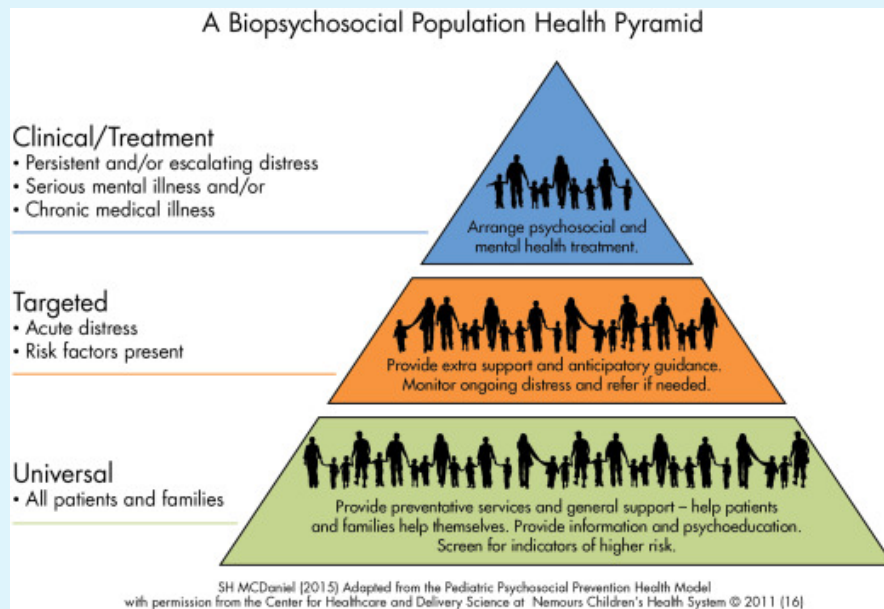 A Biopsychosocial Population Health Pyramid
Clinical/Treatment
• Persistent and/or escalating distress
• Serious mental illness and/or
• Chronic medical illness
Arrange psychosocial and
mental health treatment.
Targeted
• Acute distress
• Risk factors present
Provide extra support and anticipatory guidance.
Monitor ongoing distress and refer if needed.
Universal
• All patients and families
Provide preventative services and general support – help patients
and families help themselves. Provide information and psychoeducation.
Screen for indicators of higher risk.
SH MCDaniel (2015) Adapted from the Pediatric Psychosocial Prevention Health Model
with permission from the Center for Healthcare and Delivery Science at Nemours Children's Health System © 2011 (16)